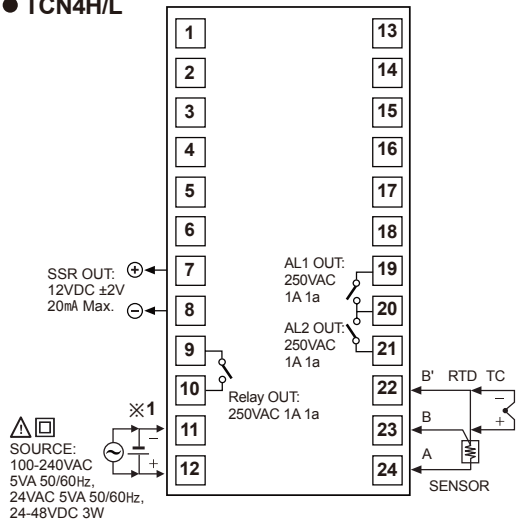 ● TCN4H/L
1
13
2
14
3
15
4
16
5
17
6
18
SSR OUT:
12VDC ±2V
20mA Max.
⊕
⊖
7
8
AL1 OUT:
250VAC
1A 1a
19
20
AL2 OUT:
250VAC
1A 1a
21
9
10
Relay OUT:
250VAC 1A 1a
B' RTD TC
22
B
23
A
24
−
+
SENSOR
※1
11
12
−
+
SOURCE:
100-240VAC
5VA 50/60Hz,
24VAC 5VA 50/60Hz,
24-48VDC 3W